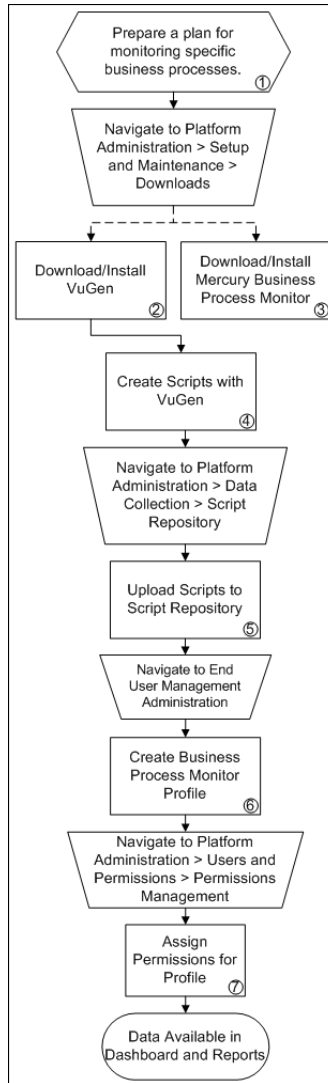 Prepare a plan for
monitoring specific
business processes.
①
Navigate to Platform
Administration > Setup
and Maintenance >
Downloads
Download/Install
VuGen
②
Download/Install
Mercury Business
Process Monitor
③
Create Scripts with
VuGen
④
Navigate to Platform
Administration > Data
Collection > Script
Repository
Upload Scripts to
Script Repository
⑤
Navigate to End
User Management
Administration
Create Business
Process Monitor
Profile
⑥
Navigate to Platform
Administration > Users and
Permissions > Permissions
Management
Assign
Permissions for
Profile
⑦
Data Available in
Dashboard and Reports